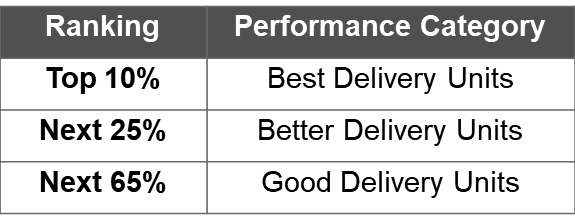 Ranking Performance Category
Top 10% Best Delivery Units
Next 25% Better Delivery Units
Next 65% Good Delivery Units